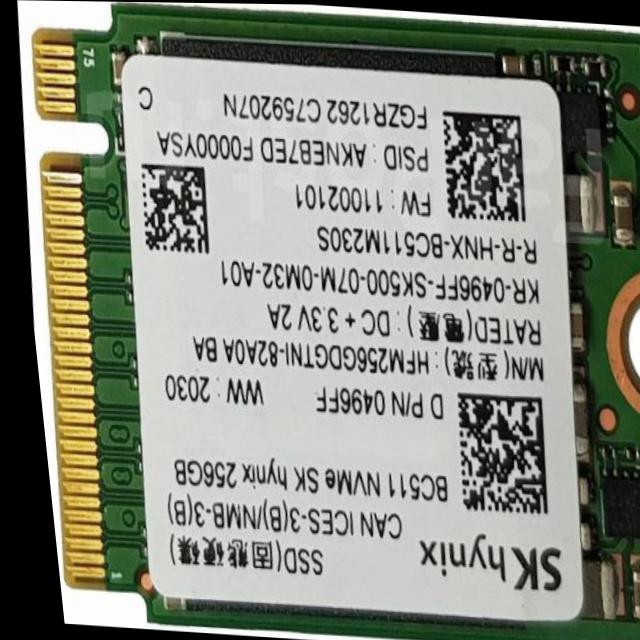 SK hynix
SSD(固態硬碟)
CAN ICES-3(B)/NMB-3(B)
BC511 NVMe SK hynix 256GB
D P/N 0496FF WW : 2030
M/N(型號) : HFM256GDGTNI-82A0A BA
RATED(電壓) : DC + 3.3V 2A
KR-0496FF-SK500-07M-0M32-A01
R-R-HNX-BC511M230S
FW : 11002101
PSID : AKNEB7ED F0000YSA
FGZR1262 C759207N
C
75
1